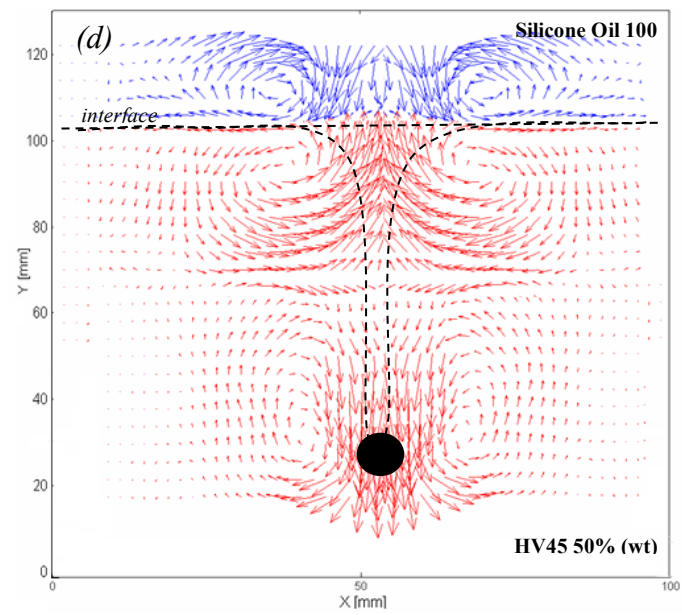 (d)
Silicone Oil 100
interface
120
100
80
60
40
20
0
Y [mm]
0
50
100
X [mm]
HV45 50% (wt)